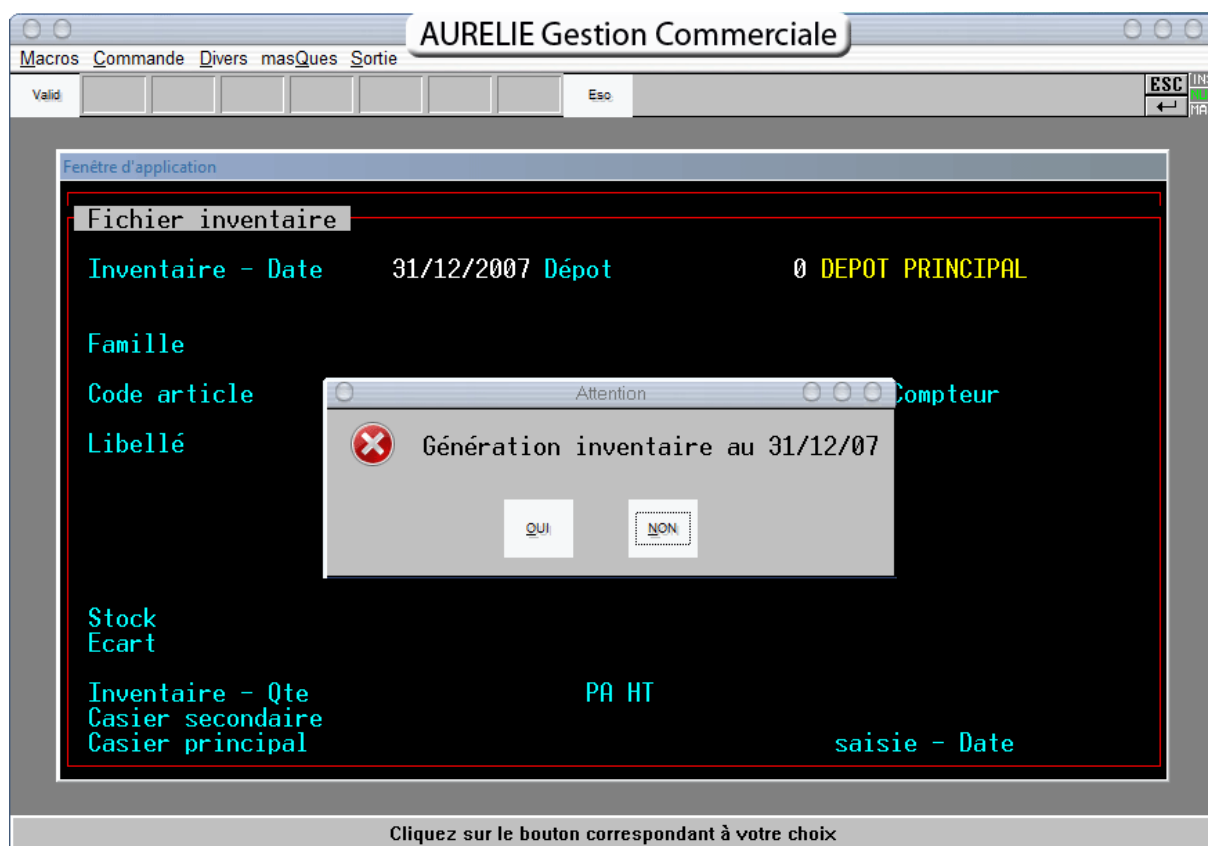 AURELIE Gestion Commerciale
Macros Commande Divers masQues Sortie
Valid Esc ESC
Fenêtre d'application
Fichier inventaire
Inventaire - Date 31/12/2007 Dépot 0 DEPOT PRINCIPAL
Famille
Code article Compteur
Attention
Libellé
Génération inventaire au 31/12/07
OUI NON
Stock
Ecart
Inventaire - Qte PA HT
Casier secondaire
Casier principal saisie - Date
Cliquez sur le bouton correspondant à votre choix